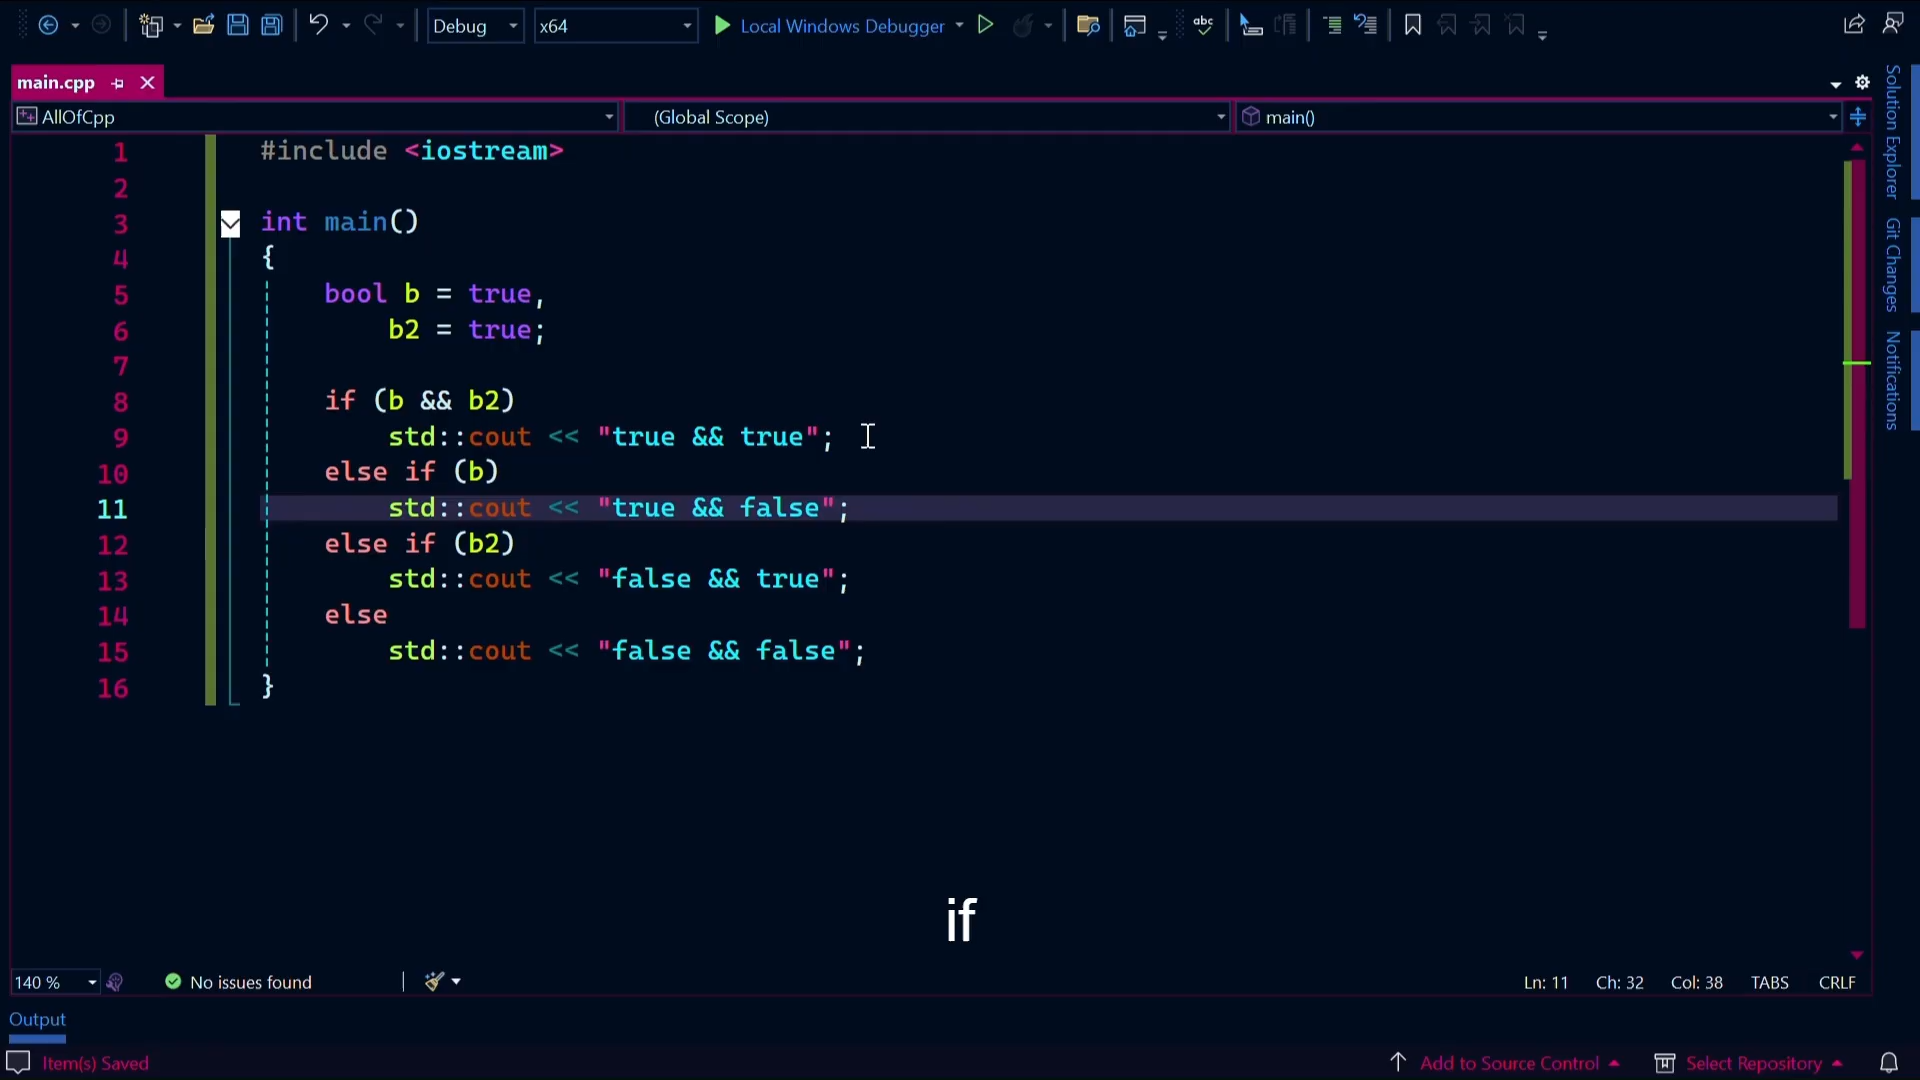 Debug x64 Local Windows Debugger abc
main.cpp
AllOfCpp (Global Scope) main()
Solution Explorer
Git Changes
Notifications
1 #include <iostream>
2
3 int main()
4 {
5 bool b = true,
6 b2 = true;
7
8 if (b && b2)
9 std::cout << "true && true";
10 else if (b)
11 std::cout << "true && false";
12 else if (b2)
13 std::cout << "false && true";
14 else
15 std::cout << "false && false";
16 }
if
140 % No issues found Ln: 11 Ch: 32 Col: 38 TABS CRLF
Output
Item(s) Saved Add to Source Control Select Repository